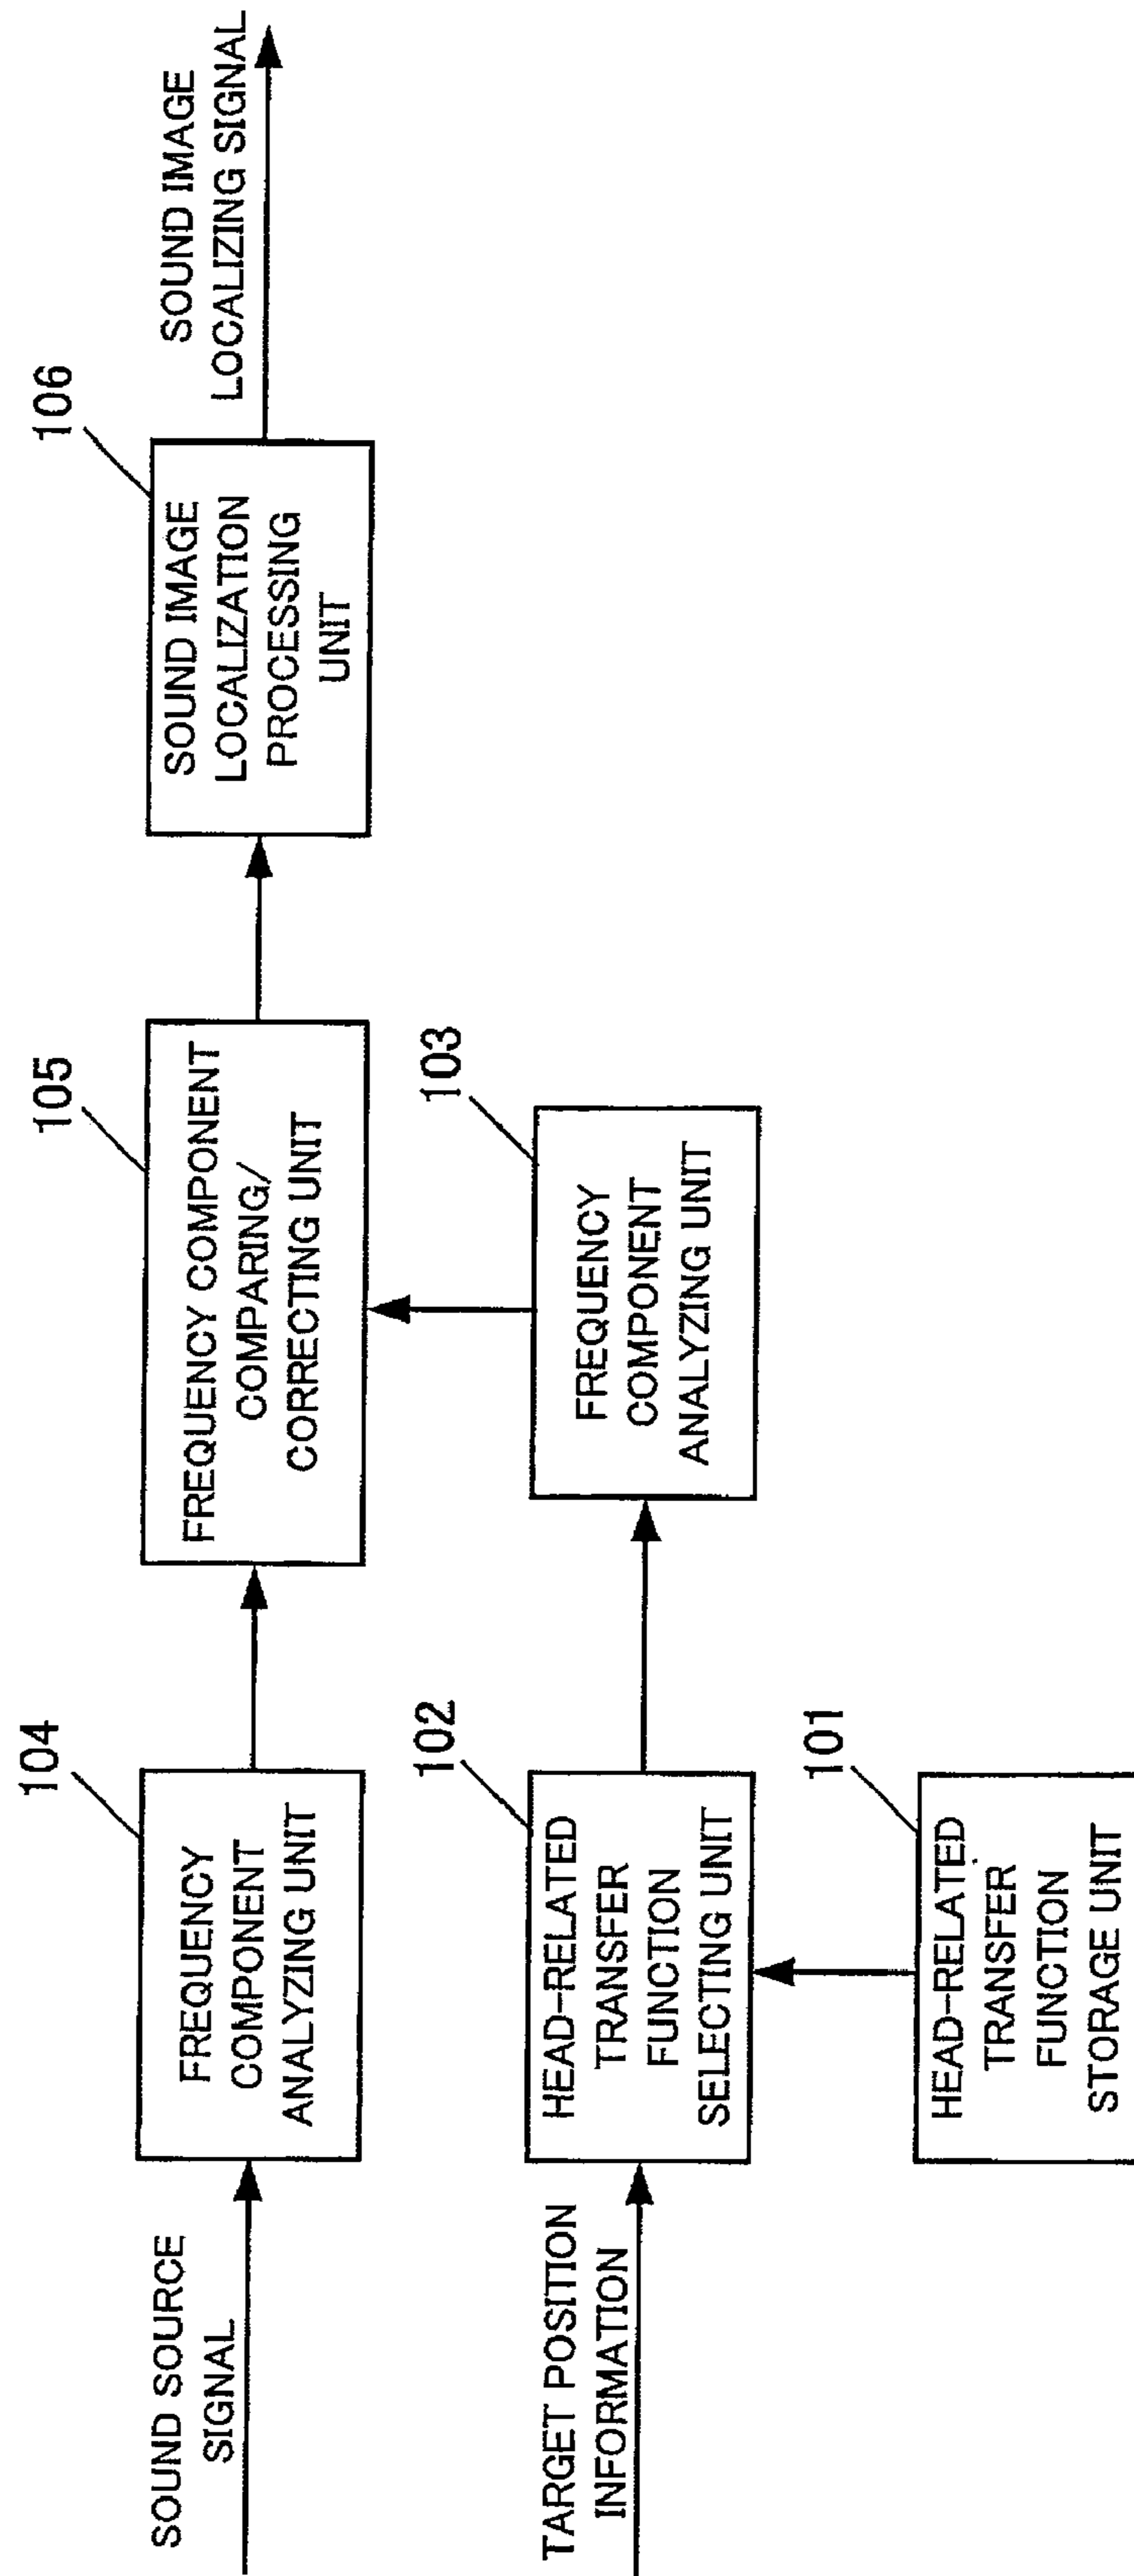 SOUND SOURCE
SIGNAL
104
FREQUENCY
COMPONENT
ANALYZING UNIT
105
FREQUENCY COMPONENT
COMPARING/
CORRECTING UNIT
106
SOUND IMAGE
LOCALIZATION
PROCESSING
UNIT
SOUND IMAGE
LOCALIZING SIGNAL
TARGET POSITION
INFORMATION
102
HEAD-RELATED
TRANSFER
FUNCTION
SELECTING UNIT
103
FREQUENCY
COMPONENT
ANALYZING UNIT
101
HEAD-RELATED
TRANSFER
FUNCTION
STORAGE UNIT